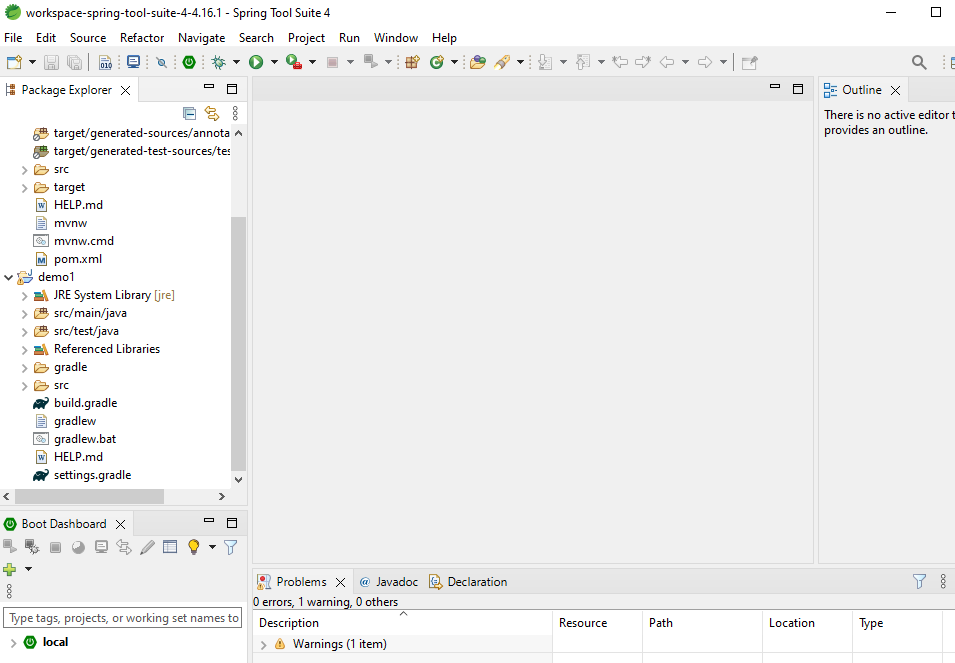 workspace-spring-tool-suite-4-4.16.1 - Spring Tool Suite 4
File Edit Source Refactor Navigate Search Project Run Window Help
Package Explorer
target/generated-sources/annota
target/generated-test-sources/tes
src
target
HELP.md
mvnw
mvnw.cmd
pom.xml
demo1
JRE System Library [jre]
src/main/java
src/test/java
Referenced Libraries
gradle
src
build.gradle
gradlew
gradlew.bat
HELP.md
settings.gradle
Boot Dashboard
Type tags, projects, or working set names to
local
Outline
There is no active editor t
provides an outline.
Problems @ Javadoc Declaration
0 errors, 1 warning, 0 others
Description Resource Path Location Type
Warnings (1 item)